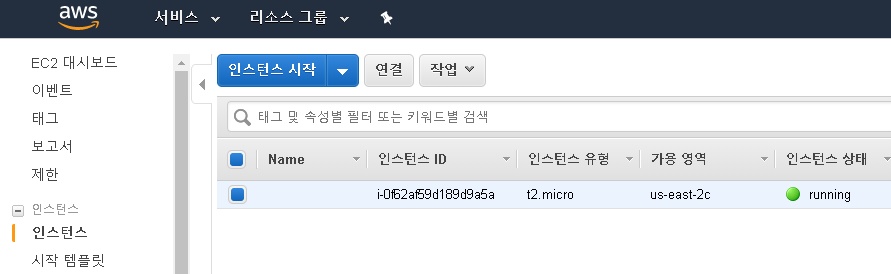 aws 서비스 리소스 그룹
EC2 대시보드
이벤트
태그
보고서
제한
인스턴스
인스턴스
시작 템플릿
인스턴스 시작 연결 작업
태그 및 속성별 필터 또는 키워드별 검색
Name 인스턴스 ID 인스턴스 유형 가용 영역 인스턴스 상태
i-0f62af59d189d9a5a t2.micro us-east-2c running